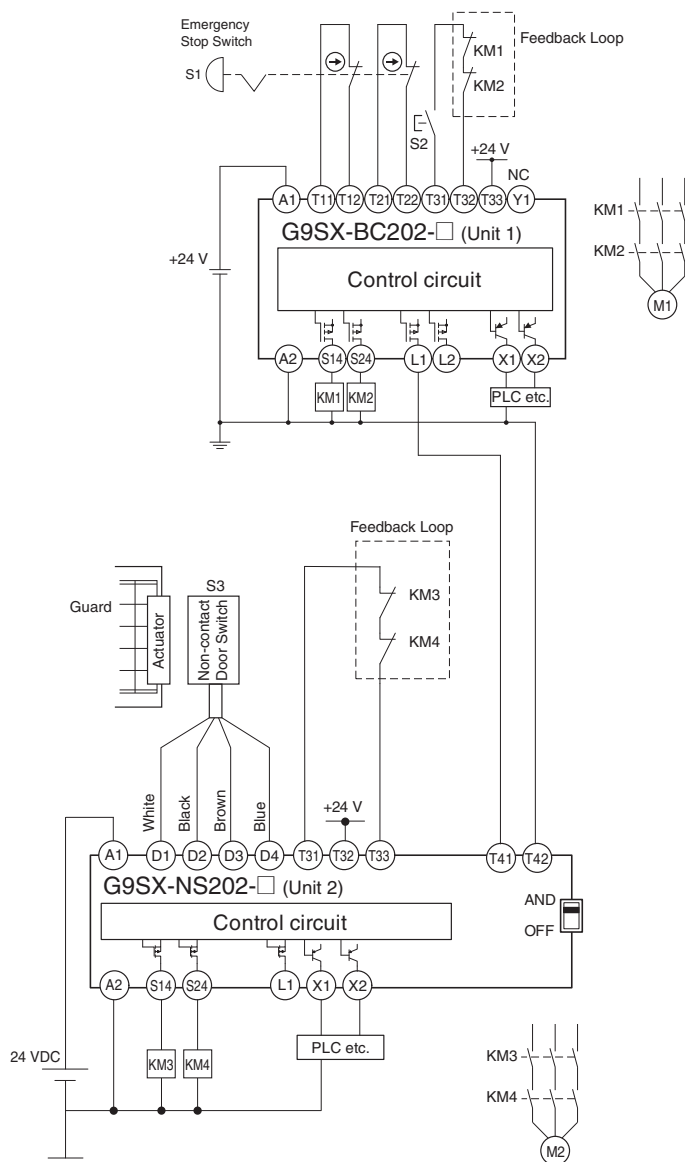 Emergency
Stop Switch
S1
Feedback Loop
KM1
KM2
S2
+24 V
NC
A1
T11
T12
T21
T22
T31
T32
T33
Y1
G9SX-BC202-□ (Unit 1)
+24 V
Control circuit
A2
S14
S24
L1
L2
X1
X2
KM1
KM2
PLC etc.
KM1
KM2
M1
Feedback Loop
KM3
KM4
S3
Guard
Actuator
Non-contact
Door Switch
White
Black
Brown
Blue
+24 V
A1
D1
D2
D3
D4
T31
T32
T33
T41
T42
G9SX-NS202-□ (Unit 2)
AND
OFF
Control circuit
A2
S14
S24
L1
X1
X2
24 VDC
KM3
KM4
PLC etc.
KM3
KM4
M2